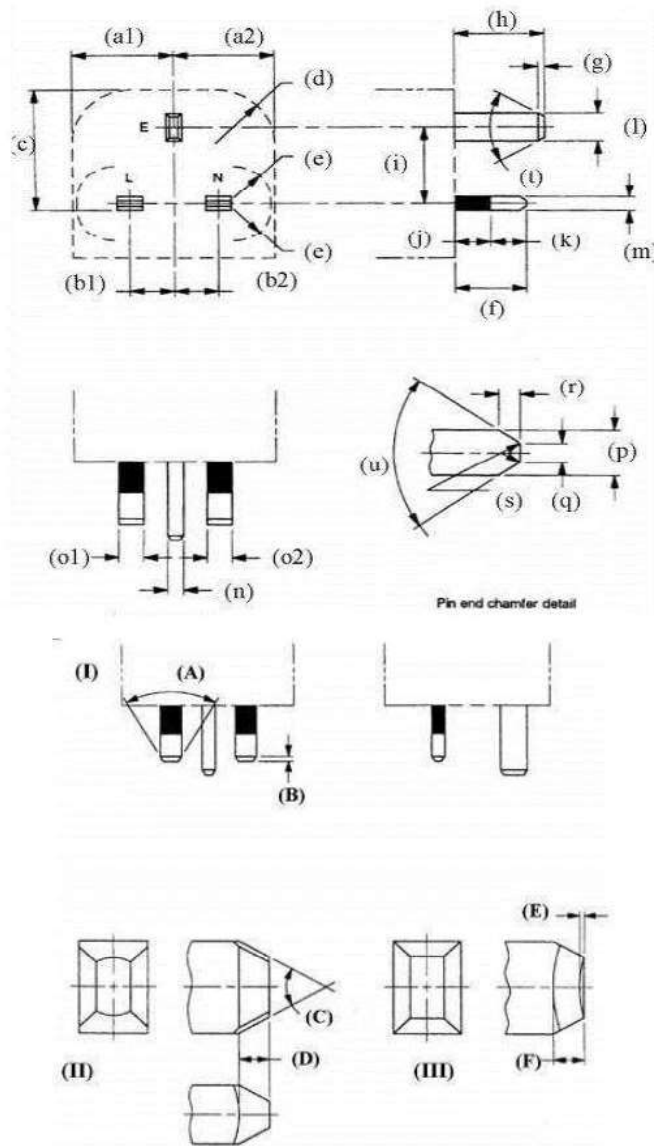 (a1) (a2) (h)
(g)
(d)
E
(c) (l)
(i)
L N (e) (t)
(e) (j) (k) (m)
(b1) (b2) (f)
(r)
(u) (p)
(s) (q)
(o1) (o2)
(n)
Pin end chamfer detail
(I) (A)
(B)
(E)
(C)
(D) (F)
(II) (III)